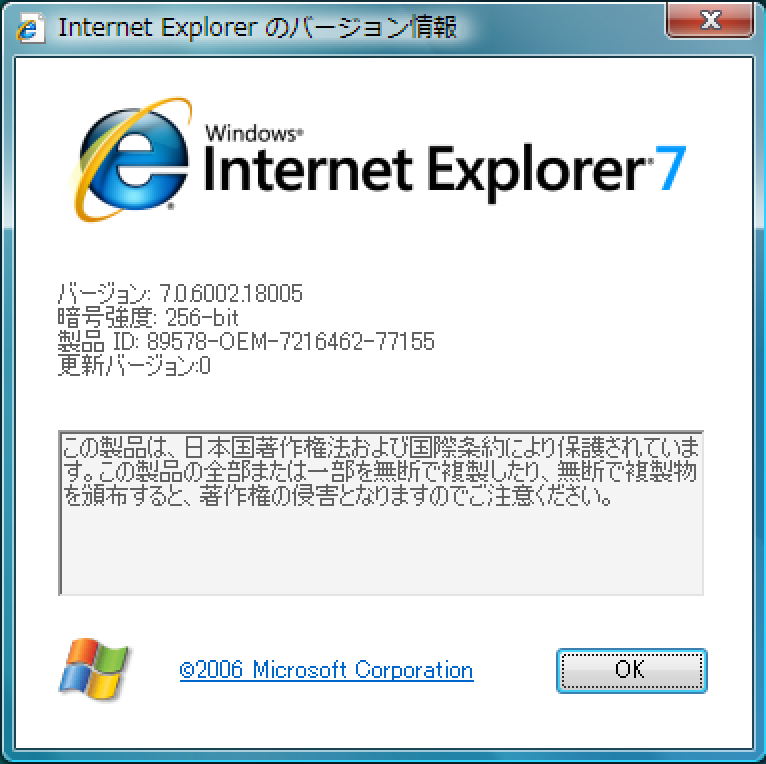 Internet Explorer のバージョン情報
Windows®
Internet Explorer®7
バージョン: 7.0.6002.18005
暗号強度: 256-bit
製品 ID: 89578-OEM-7216462-77155
更新バージョン:0
この製品は、日本国著作権法および国際条約により保護されていま
す。この製品の全部または一部を無断で複製したり、無断で複製物
を頒布すると、著作権の侵害となりますのでご注意ください。
©2006 Microsoft Corporation
OK